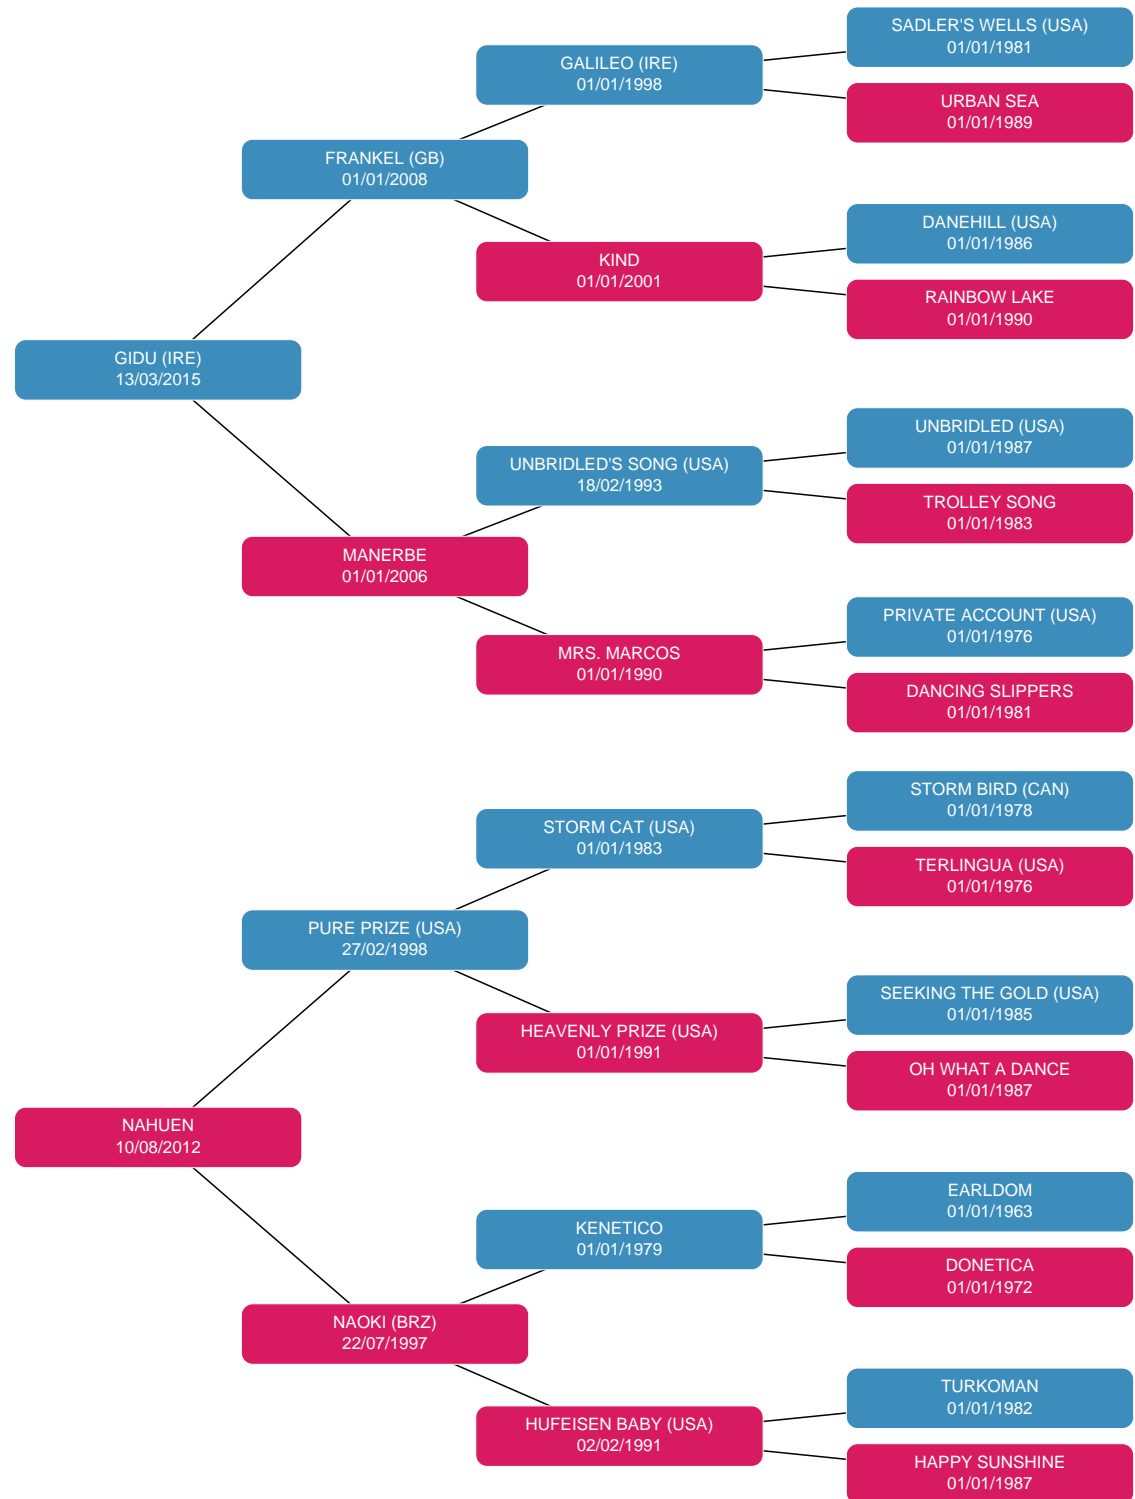 SADLER'S WELLS (USA)
01/01/1981
GALILEO (IRE)
01/01/1998
URBAN SEA
01/01/1989
FRANKEL (GB)
01/01/2008
DANEHILL (USA)
01/01/1986
KIND
01/01/2001
RAINBOW LAKE
01/01/1990
GIDU (IRE)
13/03/2015
UNBRIDLED (USA)
01/01/1987
UNBRIDLED'S SONG (USA)
18/02/1993
TROLLEY SONG
01/01/1983
MANERBE
01/01/2006
PRIVATE ACCOUNT (USA)
01/01/1976
MRS. MARCOS
01/01/1990
DANCING SLIPPERS
01/01/1981
STORM BIRD (CAN)
01/01/1978
STORM CAT (USA)
01/01/1983
TERLINGUA (USA)
01/01/1976
PURE PRIZE (USA)
27/02/1998
SEEKING THE GOLD (USA)
01/01/1985
HEAVENLY PRIZE (USA)
01/01/1991
OH WHAT A DANCE
01/01/1987
NAHUEN
10/08/2012
EARLDOM
01/01/1963
KENETICO
01/01/1979
DONETICA
01/01/1972
NAOKI (BRZ)
22/07/1997
TURKOMAN
01/01/1982
HUFEISEN BABY (USA)
02/02/1991
HAPPY SUNSHINE
01/01/1987